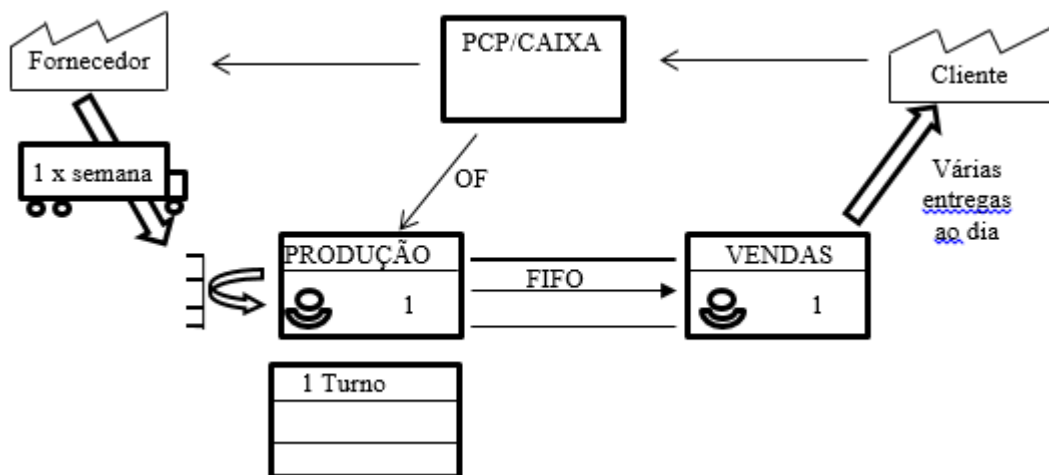 Fornecedor
PCP/CAIXA
Cliente
1 x semana
OF
Várias
entregas
ao dia
PRODUÇÃO
1
FIFO
VENDAS
1
1 Turno